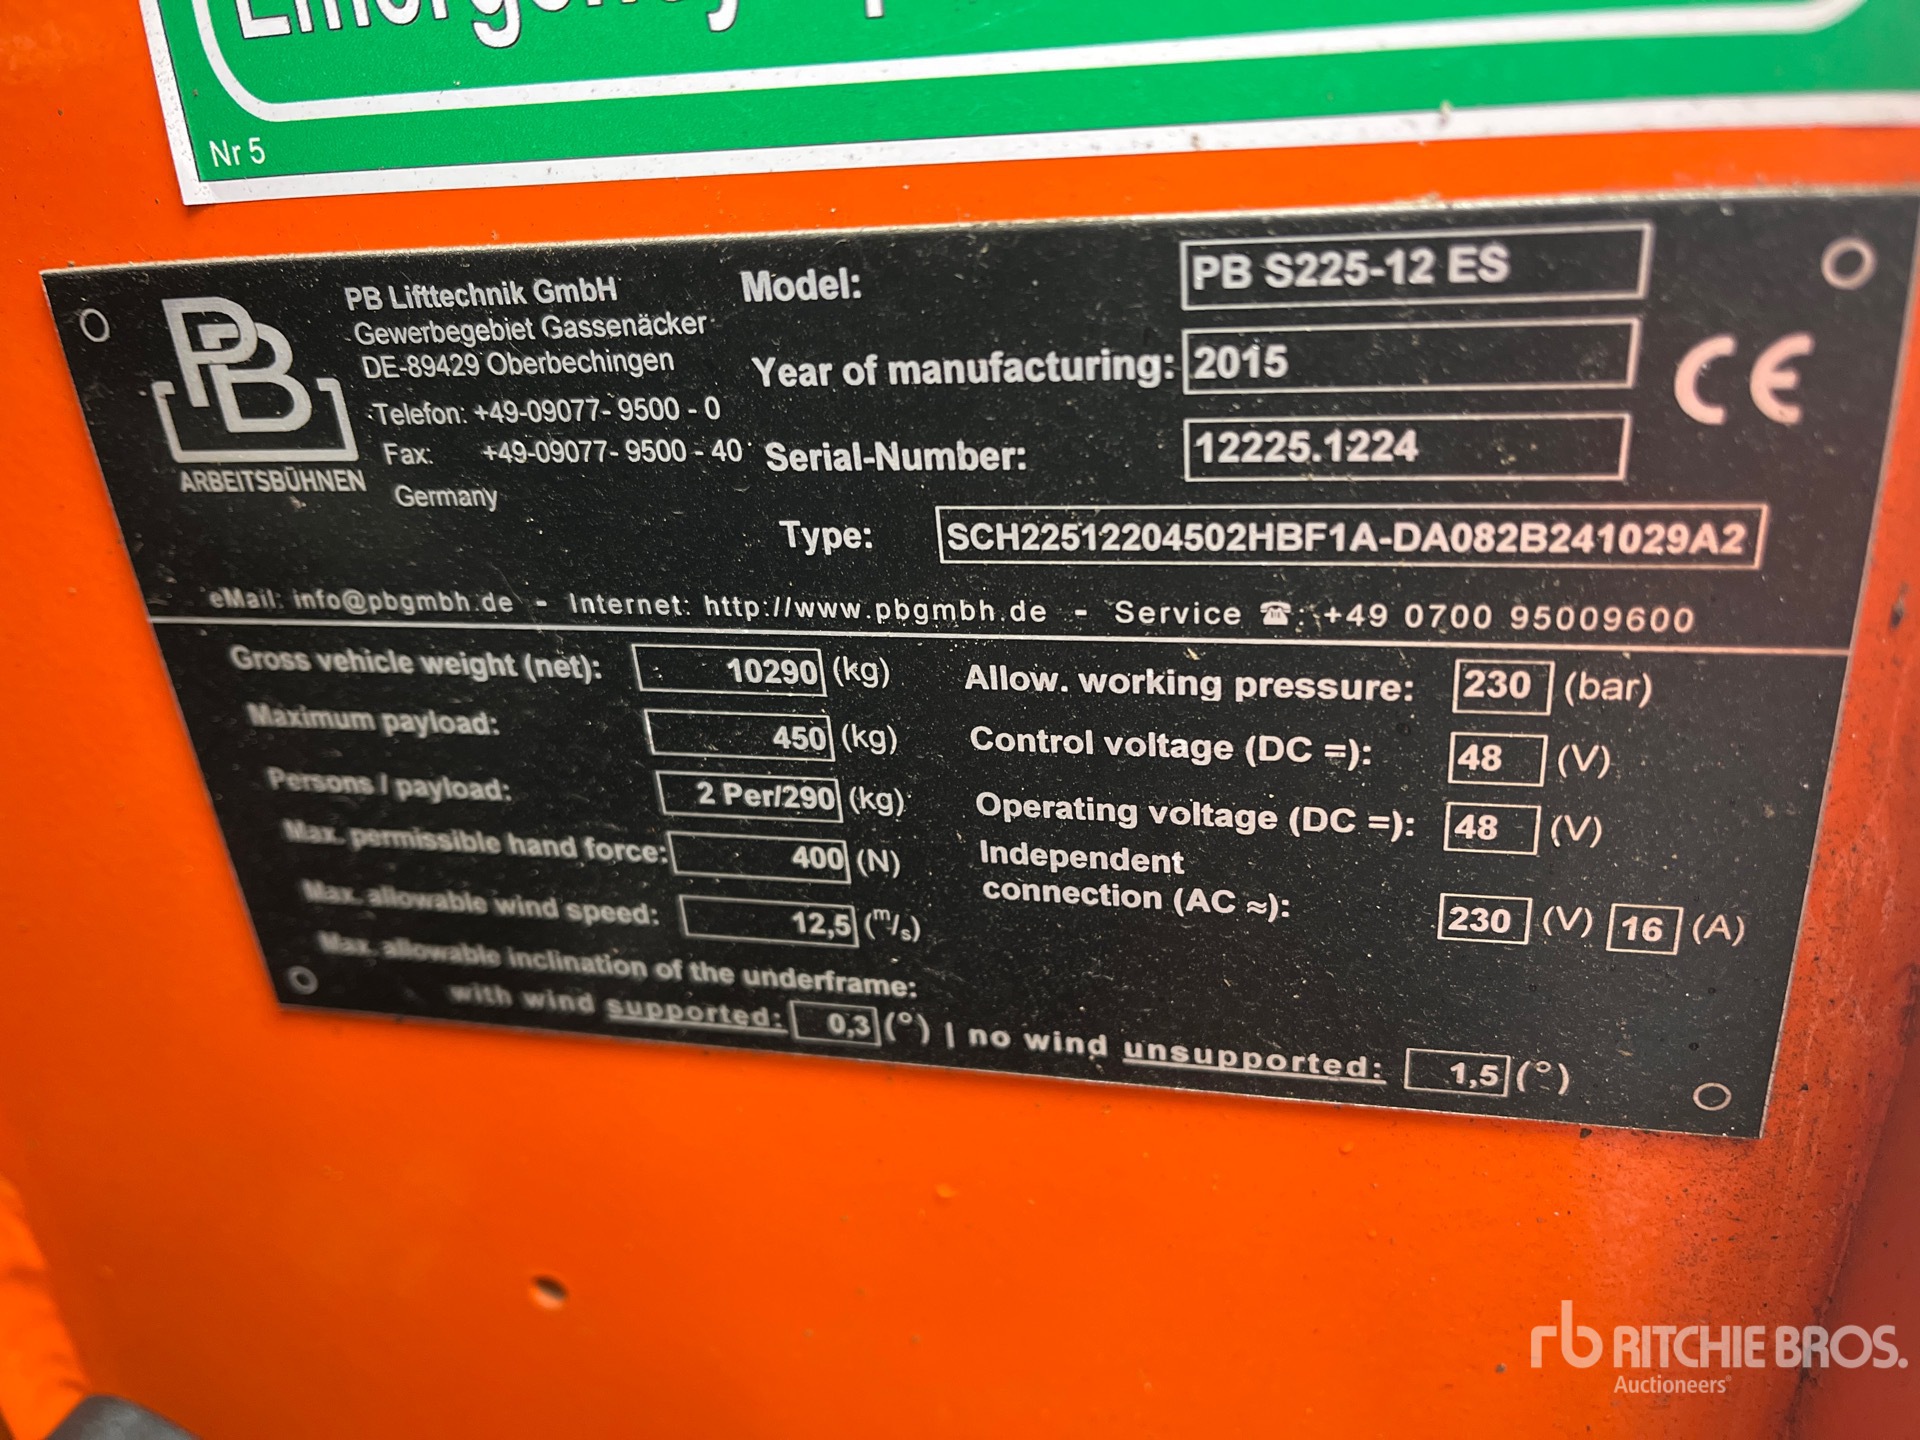 Emergency
Nr 5
PB
ARBEITSBÜHNEN
PB Lifttechnik GmbH
Gewerbegebiet Gassenäcker
DE-89429 Oberbechingen
Telefon: +49-09077- 9500 - 0
Fax: +49-09077- 9500 - 40
Germany
Model: PB S225-12 ES
Year of manufacturing: 2015
CE
Serial-Number: 12225.1224
Type: SCH22512204502HBF1A-DA082B241029A2
eMail: info@pbgmbh.de - Internet: http://www.pbgmbh.de - Service ☎: +49 0700 95009600
Gross vehicle weight (net): 10290 (kg)
Maximum payload: 450 (kg)
Persons / payload: 2 Per/290 (kg)
Max. permissible hand force: 400 (N)
Max. allowable wind speed: 12,5 (m/s)
Max. allowable inclination of the underframe:
with wind supported: 0,3 (°) | no wind unsupported: 1,5 (°)
Allow. working pressure: 230 (bar)
Control voltage (DC =): 48 (V)
Operating voltage (DC =): 48 (V)
Independent
connection (AC ≈): 230 (V) 16 (A)
rb RITCHIE BROS.
Auctioneers